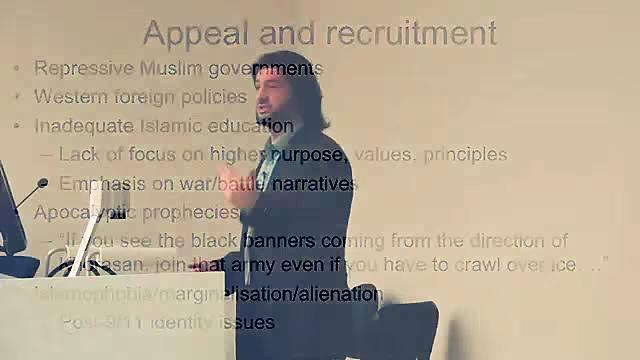 Appeal and recruitment
• Repressive Muslim governments
• Western foreign policies
• Inadequate Islamic education
– Lack of focus on higher purpose, values, principles
– Emphasis on war/battle narratives
Apocalyptic prophecies
– "If you see the black banners coming from the direction of
Khorasan, join that army even if you have to crawl over ice…."
Islamophobia/marginalisation/alienation
Post-9/11 identity issues